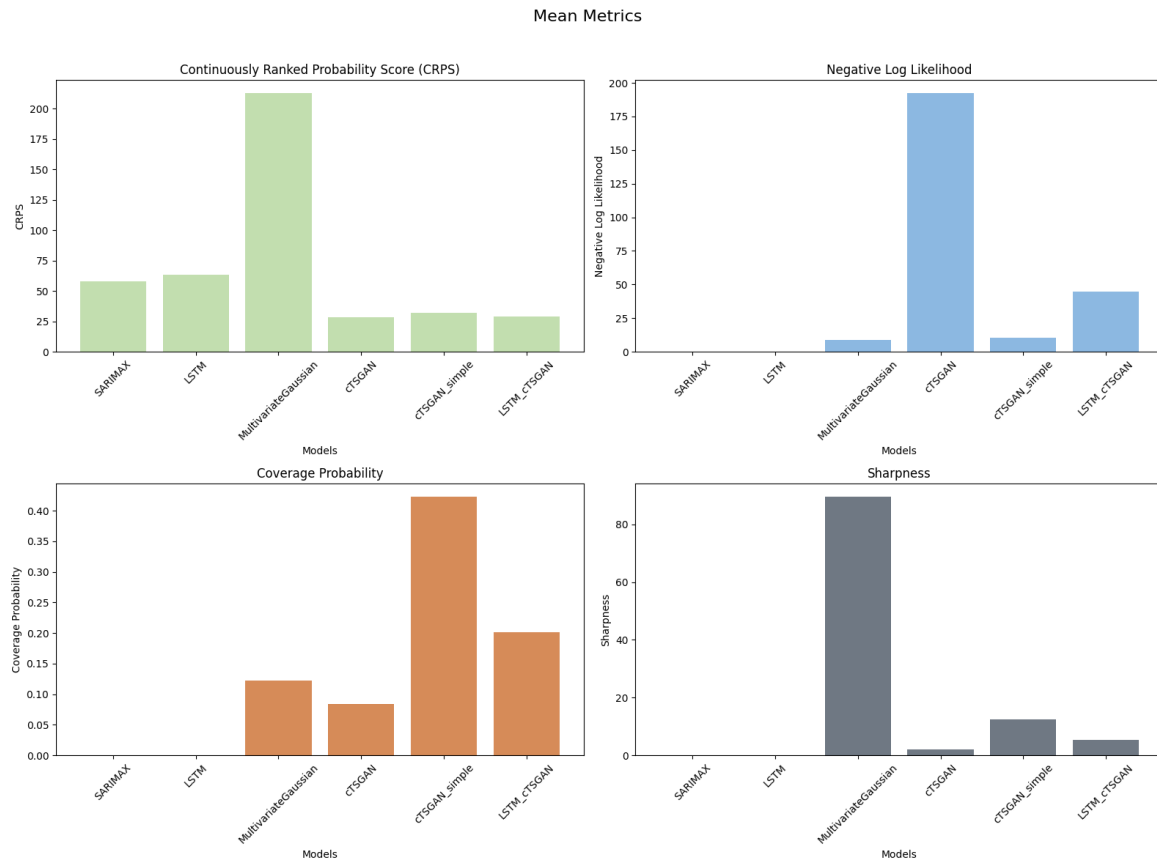 Mean Metrics
Continuously Ranked Probability Score (CRPS)
CRPS
200
175
150
125
100
75
50
25
0
SARIMAX
LSTM
MultivariateGaussian
cTSGAN
cTSGAN_simple
LSTM_cTSGAN
Models
Negative Log Likelihood
Negative Log Likelihood
200
175
150
125
100
75
50
25
0
SARIMAX
LSTM
MultivariateGaussian
cTSGAN
cTSGAN_simple
LSTM_cTSGAN
Models
Coverage Probability
Coverage Probability
0.40
0.35
0.30
0.25
0.20
0.15
0.10
0.05
0.00
SARIMAX
LSTM
MultivariateGaussian
cTSGAN
cTSGAN_simple
LSTM_cTSGAN
Models
Sharpness
Sharpness
80
60
40
20
0
SARIMAX
LSTM
MultivariateGaussian
cTSGAN
cTSGAN_simple
LSTM_cTSGAN
Models